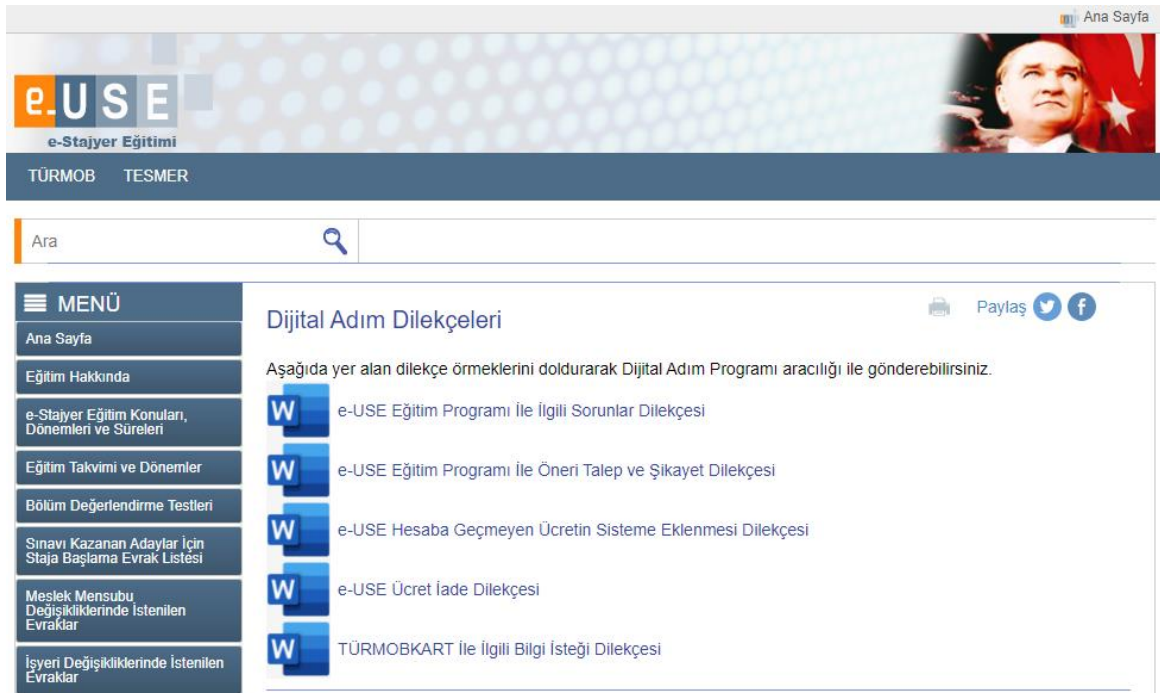 Ana Sayfa
e.USE
e-Stajyer Eğitimi
TÜRMOB TESMER
Ara
MENÜ
Ana Sayfa
Eğitim Hakkında
e-Stajyer Eğitim Konuları,
Dönemleri ve Süreleri
Eğitim Takvimi ve Dönemler
Bölüm Değerlendirme Testleri
Sınavı Kazanan Adaylar İçin
Staja Başlama Evrak Listesi
Meslek Mensubu
Değişikliklerinde İstenilen
Evraklar
İşyeri Değişikliklerinde İstenilen
Evraklar
Paylaş
Dijital Adım Dilekçeleri
Aşağıda yer alan dilekçe örneklerini doldurarak Dijital Adım Programı aracılığı ile gönderebilirsiniz.
W e-USE Eğitim Programı İle İlgili Sorunlar Dilekçesi
W e-USE Eğitim Programı İle Öneri Talep ve Şikayet Dilekçesi
W e-USE Hesaba Geçmeyen Ücretin Sisteme Eklenmesi Dilekçesi
W e-USE Ücret İade Dilekçesi
W TÜRMOBKART İle İlgili Bilgi İsteği Dilekçesi